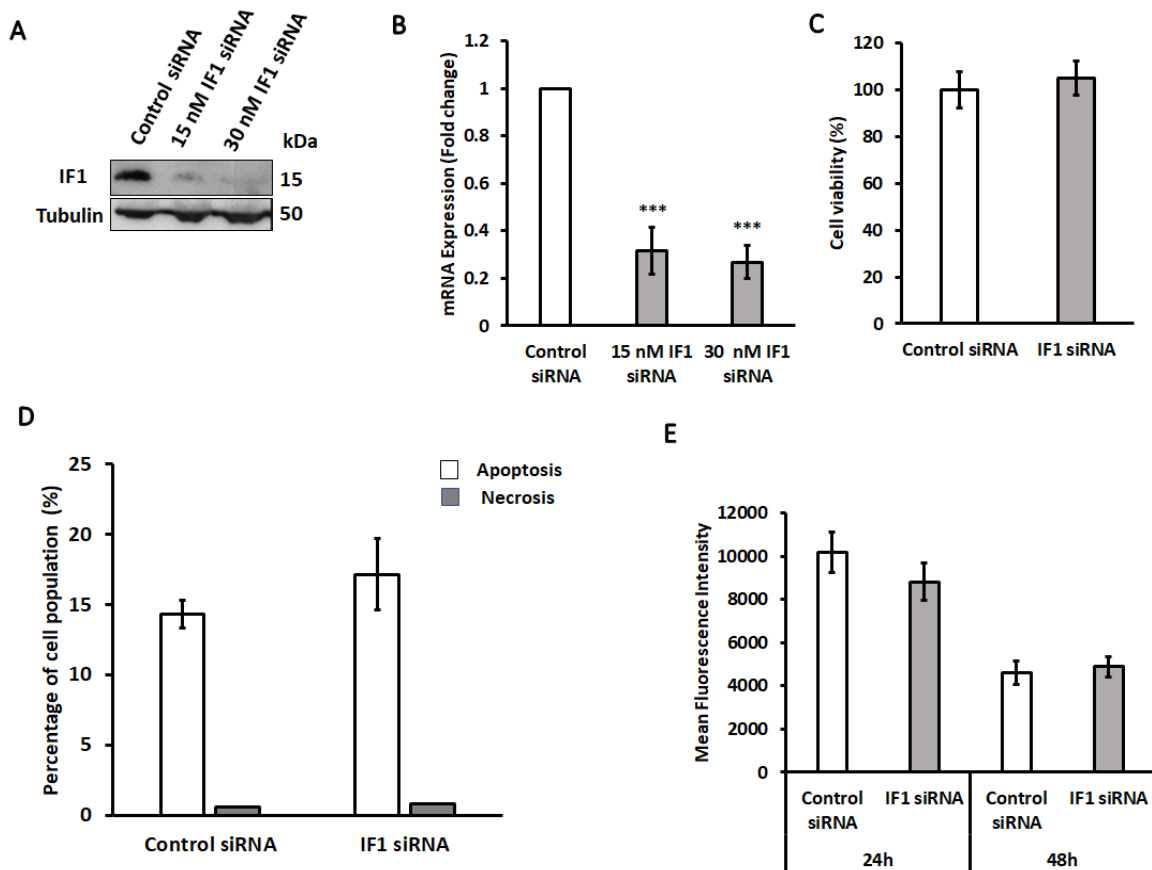 A
Control siRNA
15 nM IF1 siRNA
30 nM IF1 siRNA
kDa
IF1
15
Tubulin
50
B
mRNA Expression (Fold change)
1.2
1
0.8
0.6
0.4
0.2
0
***
***
Control siRNA
15 nM IF1 siRNA
30 nM IF1 siRNA
C
Cell viability (%)
120
100
80
60
40
20
0
Control siRNA
IF1 siRNA
D
Percentage of cell population (%)
25
20
15
10
5
0
Apoptosis
Necrosis
Control siRNA
IF1 siRNA
E
Mean Fluorescence Intensity
12000
10000
8000
6000
4000
2000
0
Control siRNA
IF1 siRNA
Control siRNA
IF1 siRNA
24h
48h